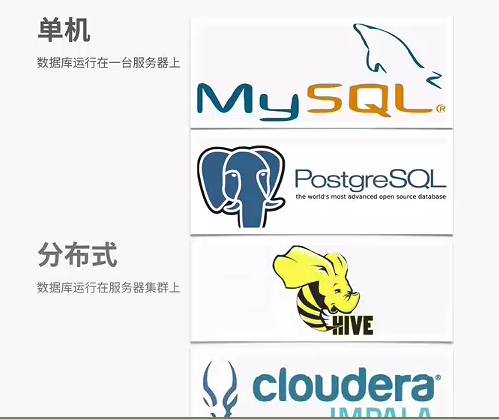 单机
数据库运行在一台服务器上
MySQL®
PostgreSQL
the world's most advanced open source database
分布式
数据库运行在服务器集群上
HIVE
cloudera®
IMPALA